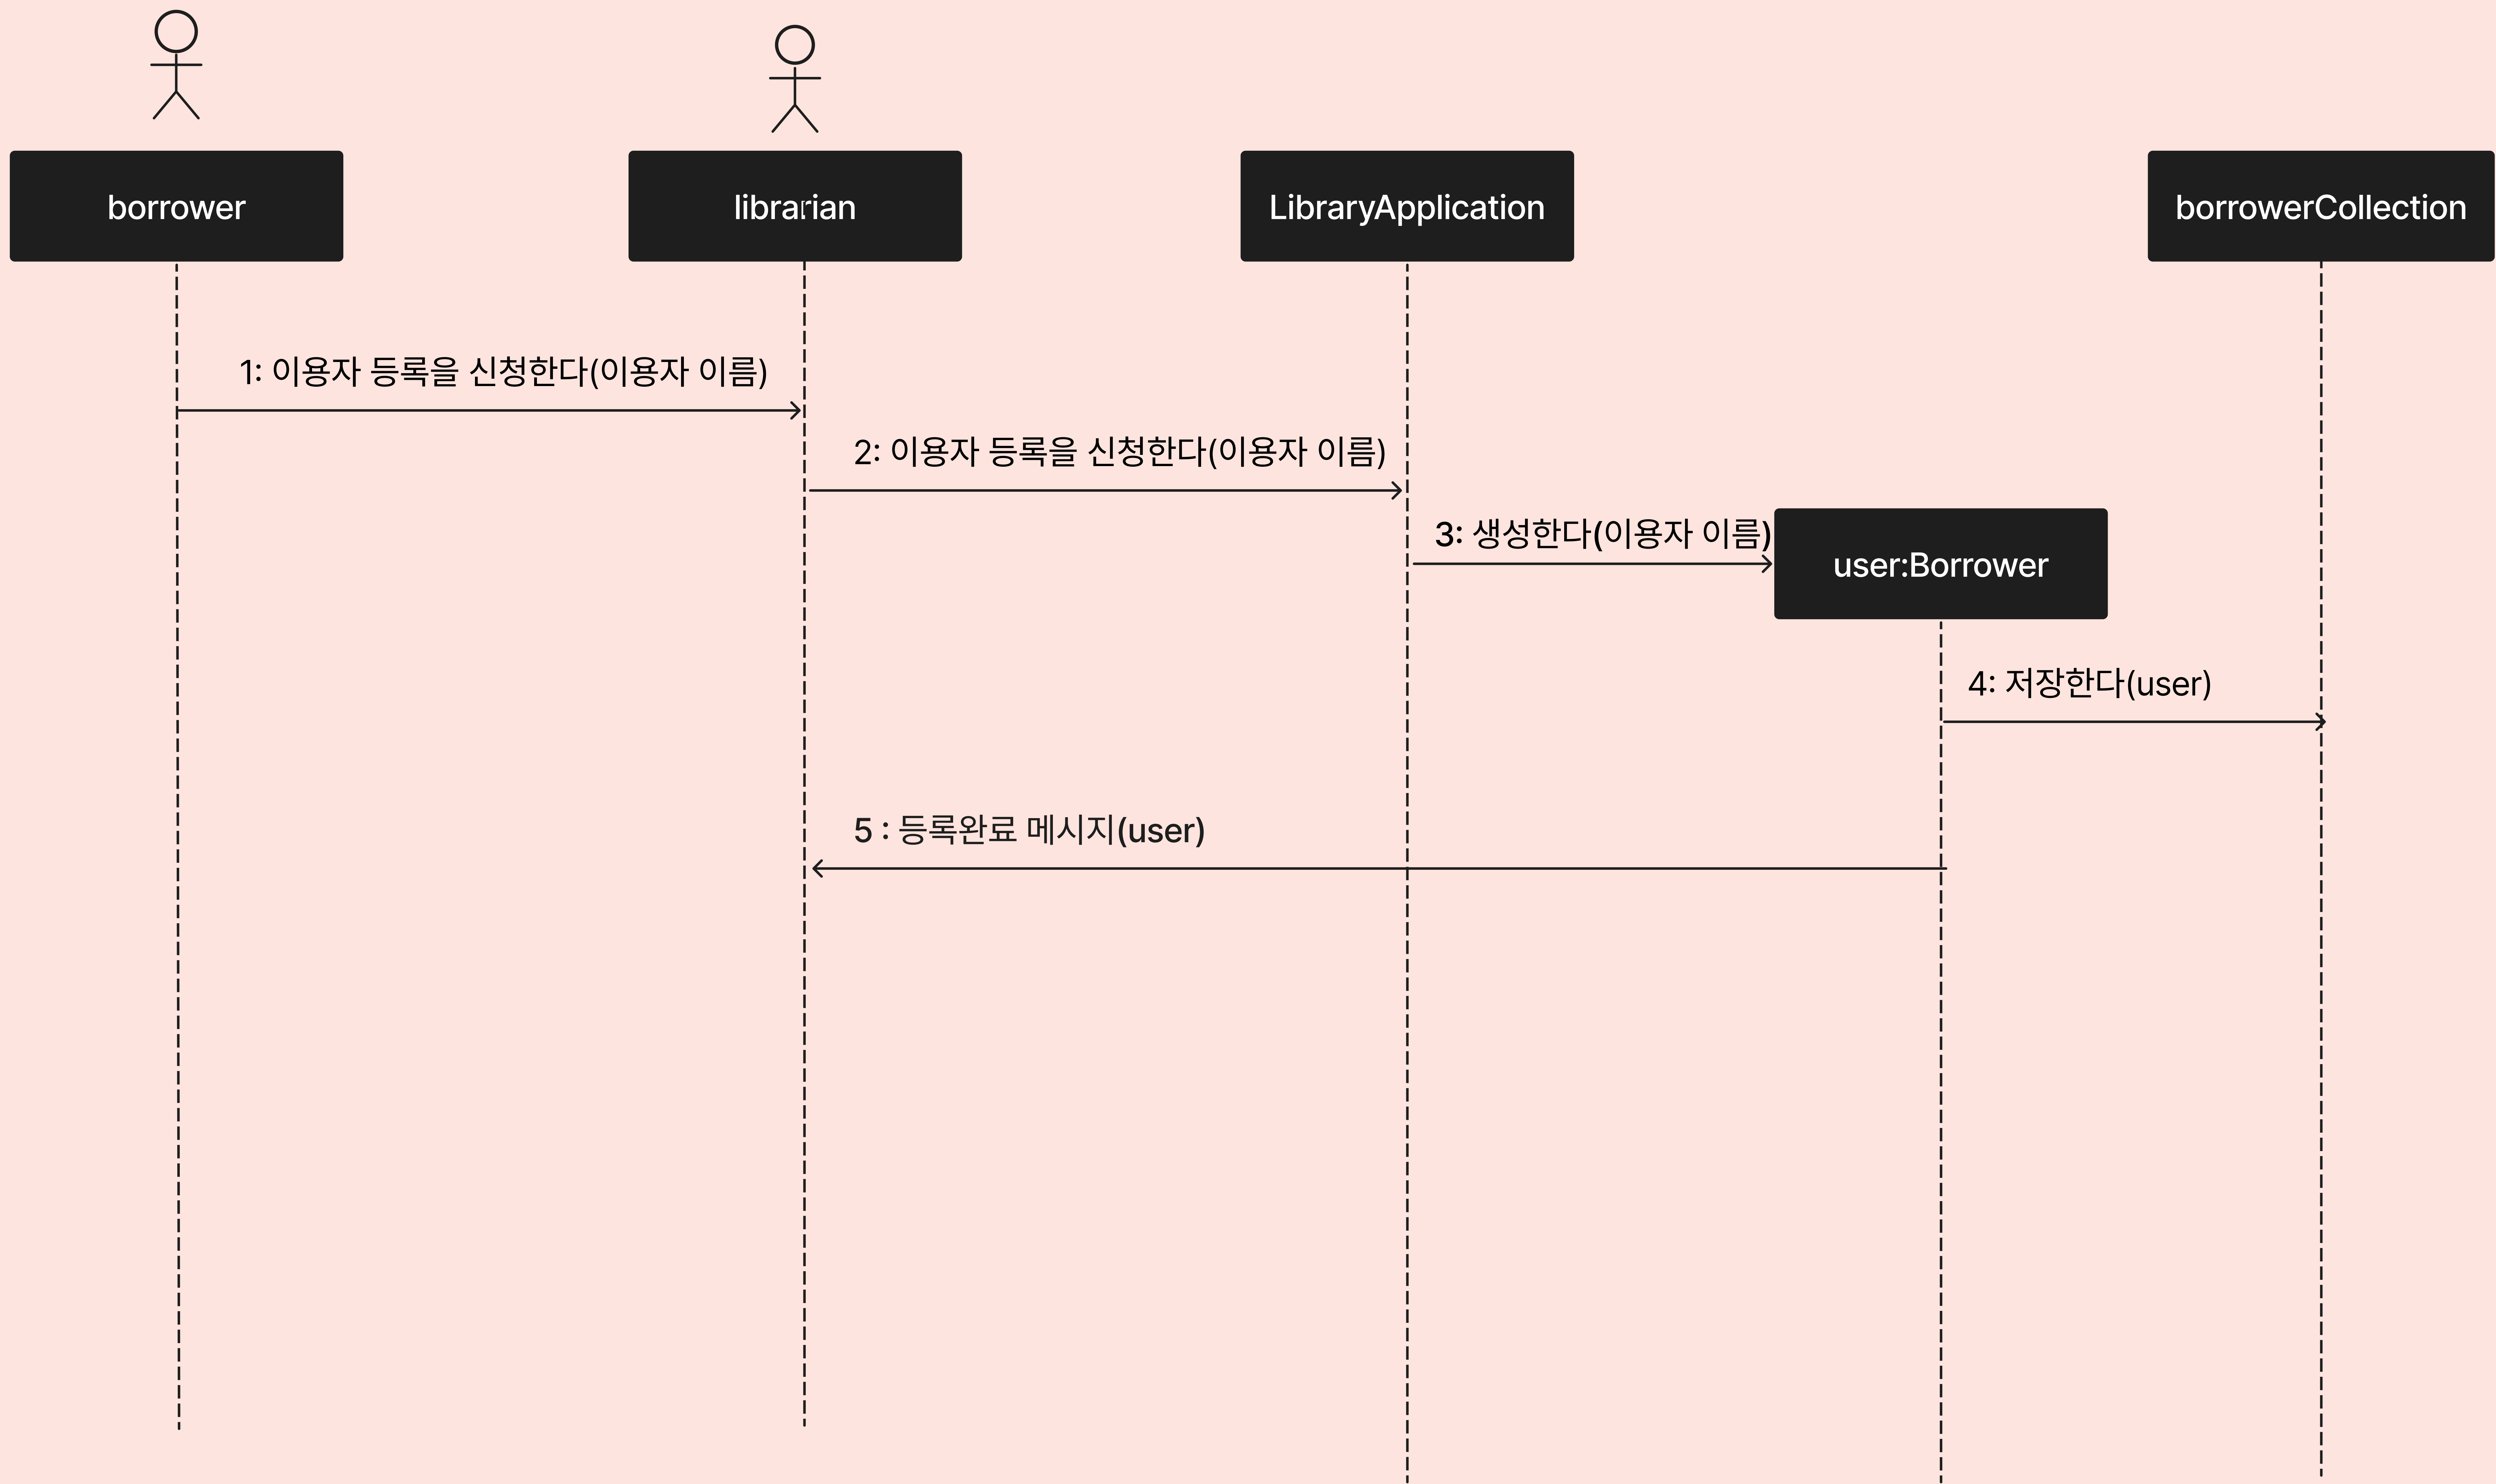 borrower
librarian
LibraryApplication
borrowerCollection
1: 이용자 등록을 신청한다(이용자 이름)
2: 이용자 등록을 신청한다(이용자 이름)
3: 생성한다(이용자 이름)
user:Borrower
4: 저장한다(user)
5 : 등록완료 메시지(user)